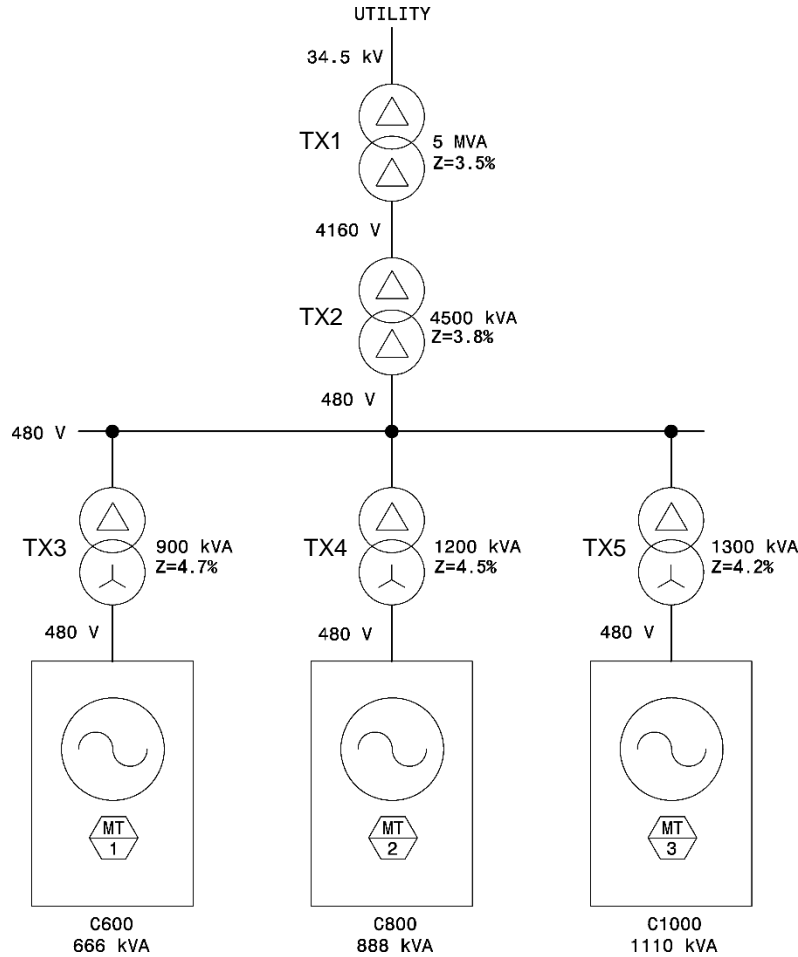 UTILITY
34.5 kV
TX1
5 MVA
Z=3.5%
4160 V
TX2
4500 kVA
Z=3.8%
480 V
480 V
TX3
900 kVA
Z=4.7%
TX4
1200 kVA
Z=4.5%
TX5
1300 kVA
Z=4.2%
480 V
480 V
480 V
MT
1
MT
2
MT
3
C600
666 kVA
C800
888 kVA
C1000
1110 kVA